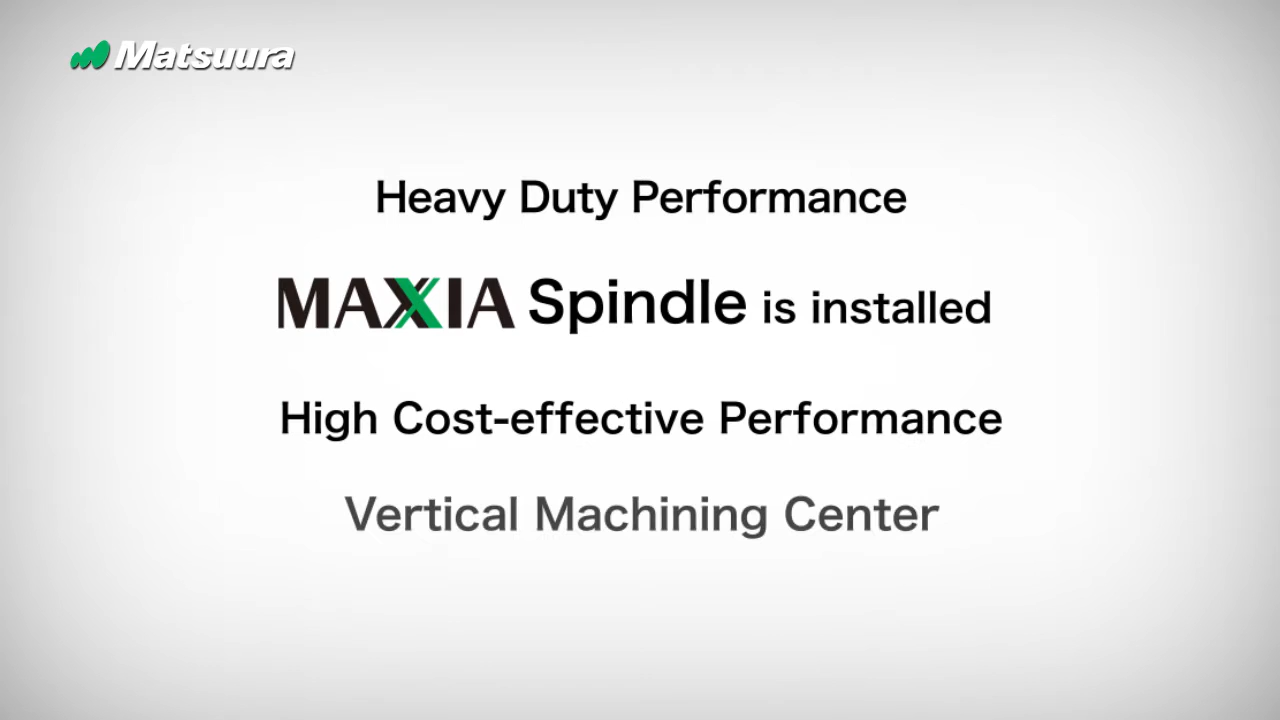 Matsuura
Heavy Duty Performance
MAXIA Spindle is installed
High Cost-effective Performance
Vertical Machining Center